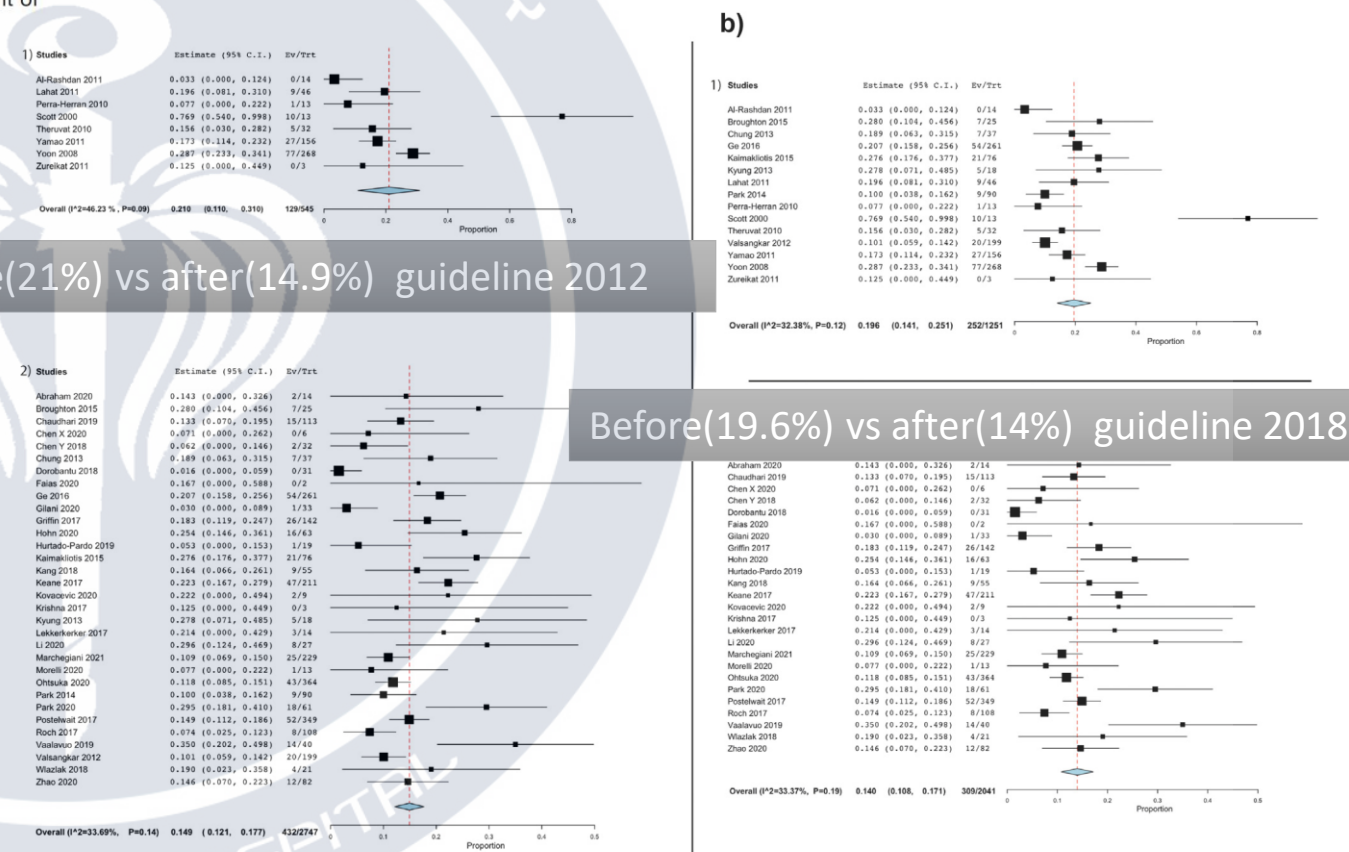 1) Studies Estimate (95% C.I.) Ev/Trt
Al-Rashdan 2011 0.033 (0.000, 0.124) 0/14
Lahat 2011 0.196 (0.081, 0.310) 9/46
Perra-Herran 2010 0.077 (0.000, 0.222) 1/13
Scott 2000 0.769 (0.540, 0.998) 10/13
Theruvat 2010 0.156 (0.030, 0.282) 5/32
Yamao 2011 0.173 (0.114, 0.232) 27/156
Yoon 2008 0.287 (0.233, 0.341) 77/268
Zureikat 2011 0.125 (0.000, 0.449) 0/3
Overall (I^2=46.23 % , P=0.09) 0.210 (0.110, 0.310) 129/545
0 0.2 0.4 0.6 0.8
Proportion
(21%) vs after(14.9%) guideline 2012
2) Studies Estimate (95% C.I.) Ev/Trt
Abraham 2020 0.143 (0.000, 0.326) 2/14
Broughton 2015 0.280 (0.104, 0.456) 7/25
Chaudhari 2019 0.133 (0.070, 0.195) 15/113
Chen X 2020 0.071 (0.000, 0.262) 0/6
Chen Y 2018 0.062 (0.000, 0.146) 2/32
Chung 2013 0.189 (0.063, 0.315) 7/37
Dorobantu 2018 0.016 (0.000, 0.059) 0/31
Faias 2020 0.167 (0.000, 0.588) 0/2
Ge 2016 0.207 (0.158, 0.256) 54/261
Gilani 2020 0.030 (0.000, 0.089) 1/33
Griffin 2017 0.183 (0.119, 0.247) 26/142
Hohn 2020 0.254 (0.146, 0.361) 16/63
Hurtado-Pardo 2019 0.053 (0.000, 0.153) 1/19
Kaimakliotis 2015 0.276 (0.176, 0.377) 21/76
Kang 2018 0.164 (0.066, 0.261) 9/55
Keane 2017 0.223 (0.167, 0.279) 47/211
Kovacevic 2020 0.222 (0.000, 0.494) 2/9
Krishna 2017 0.125 (0.000, 0.449) 0/3
Kyung 2013 0.278 (0.071, 0.485) 5/18
Lekkerkerker 2017 0.214 (0.000, 0.429) 3/14
Li 2020 0.296 (0.124, 0.469) 8/27
Marchegiani 2021 0.109 (0.069, 0.150) 25/229
Morelli 2020 0.077 (0.000, 0.222) 1/13
Ohtsuka 2020 0.118 (0.085, 0.151) 43/364
Park 2014 0.100 (0.038, 0.162) 9/90
Park 2020 0.295 (0.181, 0.410) 18/61
Postelwait 2017 0.149 (0.112, 0.186) 52/349
Roch 2017 0.074 (0.025, 0.123) 8/108
Vaalavuo 2019 0.350 (0.202, 0.498) 14/40
Valsangkar 2012 0.101 (0.059, 0.142) 20/199
Wlazlak 2018 0.190 (0.023, 0.358) 4/21
Zhao 2020 0.146 (0.070, 0.223) 12/82
Overall (I^2=33.69%, P=0.14) 0.149 (0.121, 0.177) 432/2747
0 0.1 0.2 0.3 0.4 0.5
Proportion
b)
1) Studies Estimate (95% C.I.) Ev/Trt
Al-Rashdan 2011 0.033 (0.000, 0.124) 0/14
Broughton 2015 0.280 (0.104, 0.456) 7/25
Chung 2013 0.189 (0.063, 0.315) 7/37
Ge 2016 0.207 (0.158, 0.256) 54/261
Kaimakliotis 2015 0.276 (0.176, 0.377) 21/76
Kyung 2013 0.278 (0.071, 0.485) 5/18
Lahat 2011 0.196 (0.081, 0.310) 9/46
Park 2014 0.100 (0.038, 0.162) 9/90
Perra-Herran 2010 0.077 (0.000, 0.222) 1/13
Scott 2000 0.769 (0.540, 0.998) 10/13
Theruvat 2010 0.156 (0.030, 0.282) 5/32
Valsangkar 2012 0.101 (0.059, 0.142) 20/199
Yamao 2011 0.173 (0.114, 0.232) 27/156
Yoon 2008 0.287 (0.233, 0.341) 77/268
Zureikat 2011 0.125 (0.000, 0.449) 0/3
Overall (I^2=32.38%, P=0.12) 0.196 (0.141, 0.251) 252/1251
0 0.2 0.4 0.6 0.8
Proportion
Before(19.6%) vs after(14%) guideline 2018
Abraham 2020 0.143 (0.000, 0.326) 2/14
Chaudhari 2019 0.133 (0.070, 0.195) 15/113
Chen X 2020 0.071 (0.000, 0.262) 0/6
Chen Y 2018 0.062 (0.000, 0.146) 2/32
Dorobantu 2018 0.016 (0.000, 0.059) 0/31
Faias 2020 0.167 (0.000, 0.588) 0/2
Gilani 2020 0.030 (0.000, 0.089) 1/33
Griffin 2017 0.183 (0.119, 0.247) 26/142
Hohn 2020 0.254 (0.146, 0.361) 16/63
Hurtado-Pardo 2019 0.053 (0.000, 0.153) 1/19
Kang 2018 0.164 (0.066, 0.261) 9/55
Keane 2017 0.223 (0.167, 0.279) 47/211
Kovacevic 2020 0.222 (0.000, 0.494) 2/9
Krishna 2017 0.125 (0.000, 0.449) 0/3
Lekkerkerker 2017 0.214 (0.000, 0.429) 3/14
Li 2020 0.296 (0.124, 0.469) 8/27
Marchegiani 2021 0.109 (0.069, 0.150) 25/229
Morelli 2020 0.077 (0.000, 0.222) 1/13
Ohtsuka 2020 0.118 (0.085, 0.151) 43/364
Park 2020 0.295 (0.181, 0.410) 18/61
Postelwait 2017 0.149 (0.112, 0.186) 52/349
Roch 2017 0.074 (0.025, 0.123) 8/108
Vaalavuo 2019 0.350 (0.202, 0.498) 14/40
Wlazlak 2018 0.190 (0.023, 0.358) 4/21
Zhao 2020 0.146 (0.070, 0.223) 12/82
Overall (I^2=33.37%, P=0.19) 0.140 (0.108, 0.171) 309/2041
0 0.1 0.2 0.3 0.4 0.5
Proportion